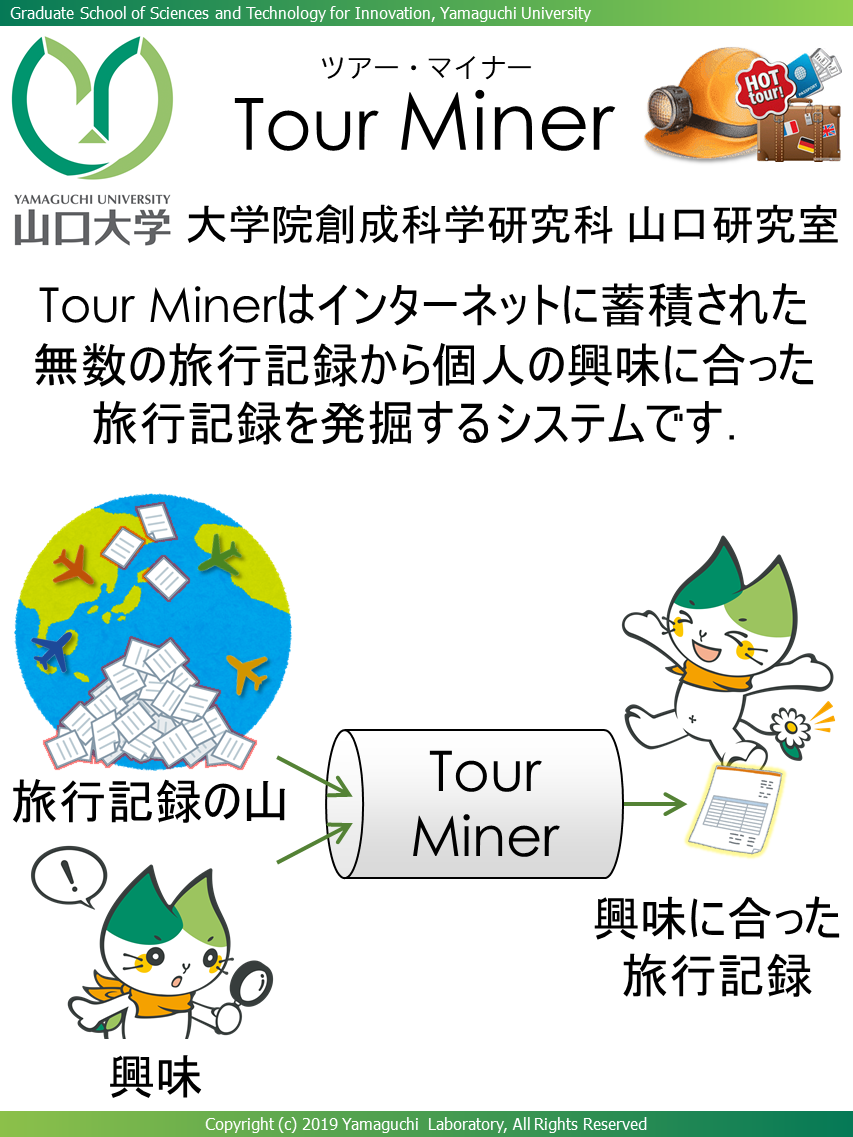 Graduate School of Sciences and Technology for Innovation, Yamaguchi University
ツアー・マイナー
Tour Miner
HOT
tour!
PASSPORT
YAMAGUCHI UNIVERSITY
山口大学
大学院創成科学研究科 山口研究室
Tour Minerはインターネットに蓄積された
無数の旅行記録から個人の興味に合った
旅行記録を発掘するシステムです.
旅行記録の山
Tour
Miner
!
興味に合った
旅行記録
興味
Copyright (c) 2019 Yamaguchi Laboratory, All Rights Reserved